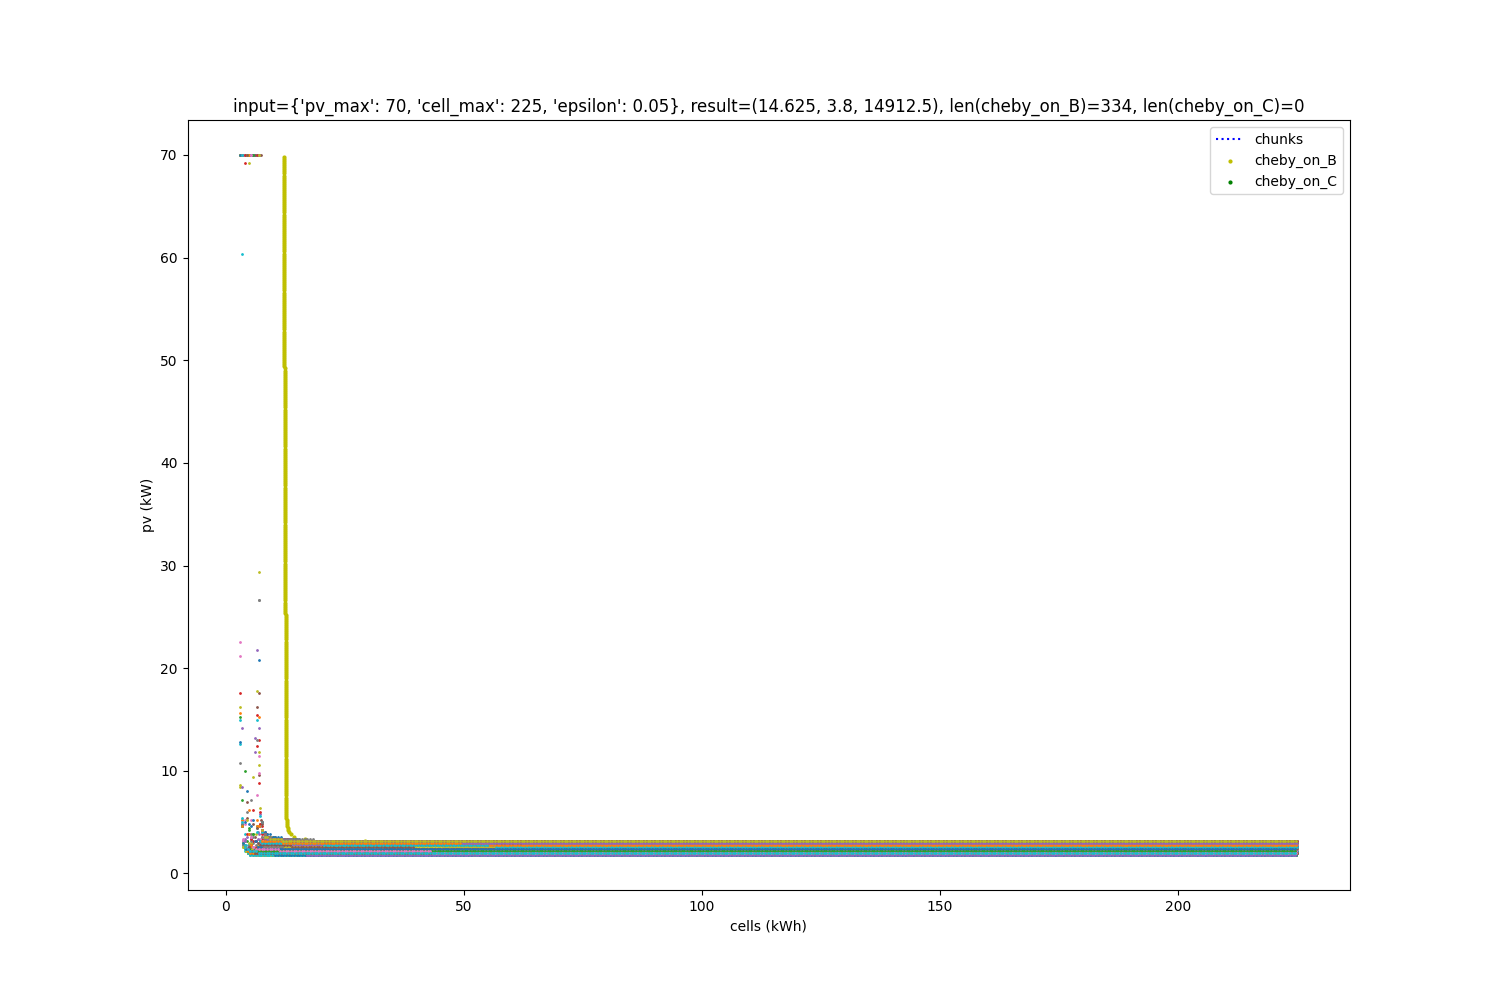 input={'pv_max': 70, 'cell_max': 225, 'epsilon': 0.05}, result=(14.625, 3.8, 14912.5), len(cheby_on_B)=334, len(cheby_on_C)=0
chunks
cheby_on_B
cheby_on_C
70
60
50
40
30
20
10
0
pv (kW)
0
50
100
150
200
cells (kWh)